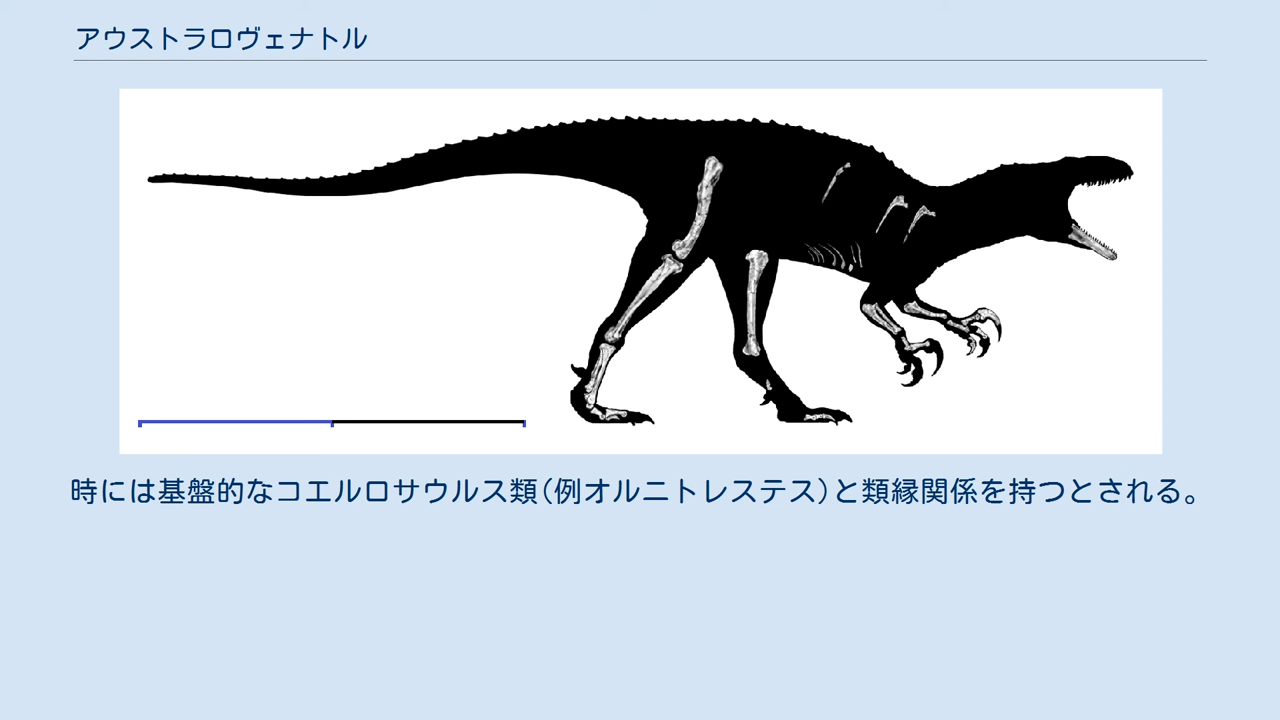 アウストラロヴェナトル
時には基盤的なコエルロサウルス類(例オルニトレステス)と類縁関係を持つとされる。